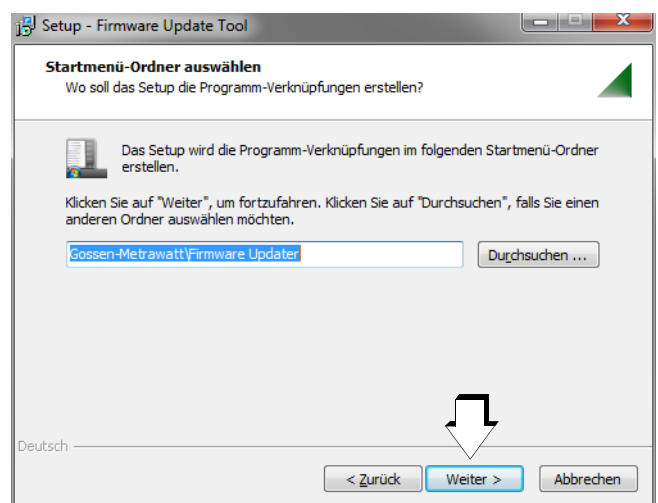 Setup - Firmware Update Tool
Startmenü-Ordner auswählen
Wo soll das Setup die Programm-Verknüpfungen erstellen?
Das Setup wird die Programm-Verknüpfungen im folgenden Startmenü-Ordner
erstellen.
Klicken Sie auf "Weiter", um fortzufahren. Klicken Sie auf "Durchsuchen", falls Sie einen
anderen Ordner auswählen möchten.
Gossen-Metrawatt\Firmware Updater
Durchsuchen ...
Deutsch
< Zurück
Weiter >
Abbrechen